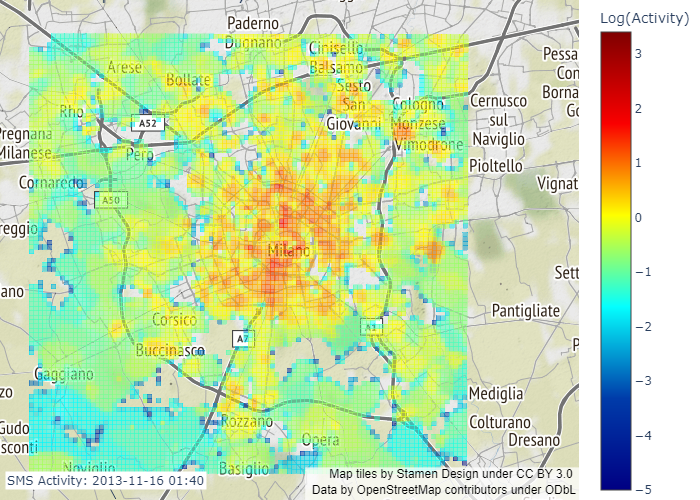 Log(Activity)
3
2
1
0
−1
−2
−3
−4
−5
Paderno
Dugnano
Cinisello
Balsamo
Arese
Bollate
Sesto
San
Giovanni
Cologno
Monzese
Vimodrone
Rho
A52
Pero
Pregnana
Milanese
Cornaredo
A50
reggio
ano
Milano
Cernusco
sul
Naviglio
Pioltello
Pessa
Con
Borna
Go
Vignat
Sett
Pantigliate
P
Corsico
A7
A1
Buccinasco
Gaggiano
zo
Gudo
sconti
Rozzano
Opera
Mediglia
Colturano
Dresano
Noviglio
Basiglio
SMS Activity: 2013-11-16 01:40
Map tiles by Stamen Design under CC BY 3.0
Data by OpenStreetMap contributors under ODbL